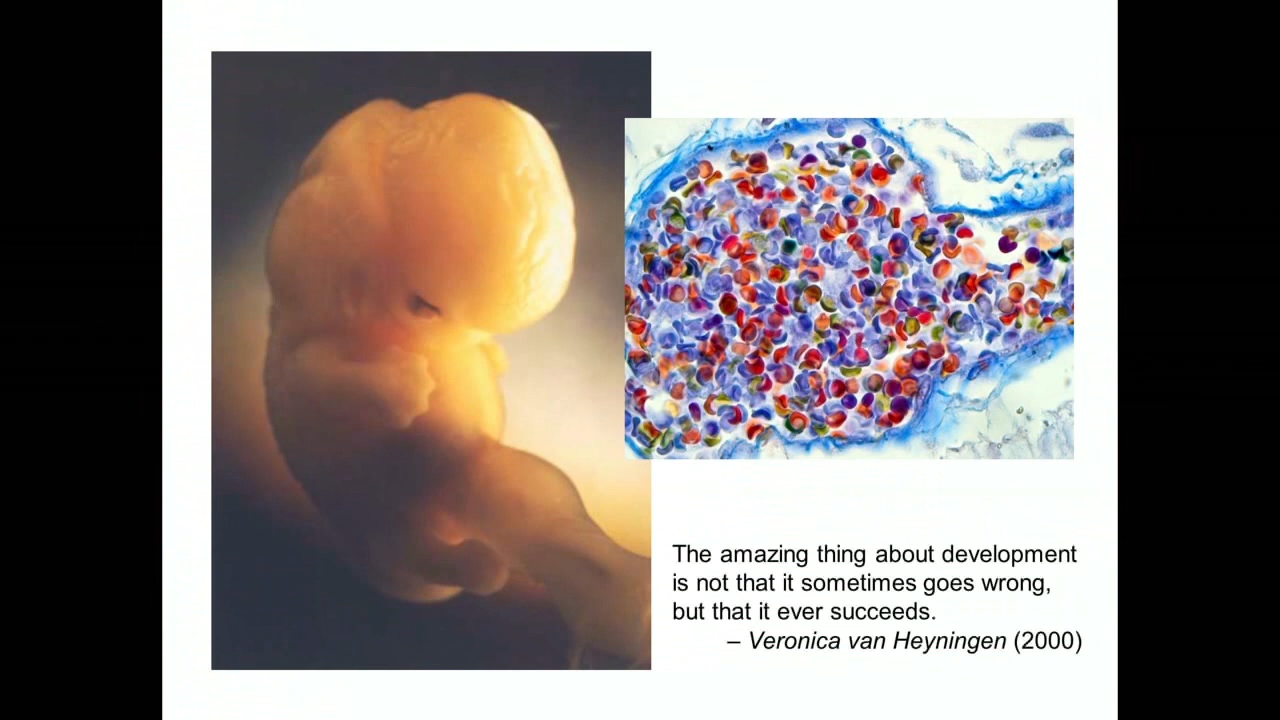 The amazing thing about development
is not that it sometimes goes wrong,
but that it ever succeeds.
– Veronica van Heyningen (2000)